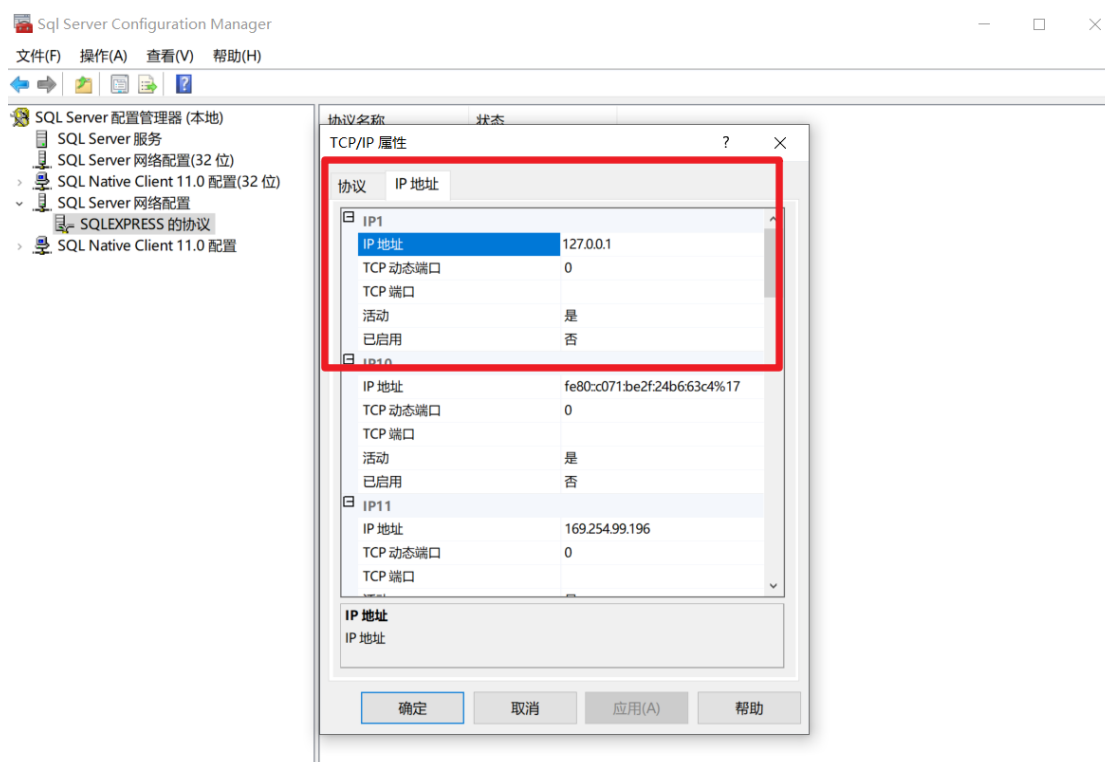 Sql Server Configuration Manager
文件(F) 操作(A) 查看(V) 帮助(H)
SQL Server 配置管理器 (本地)
SQL Server 服务
SQL Server 网络配置(32 位)
SQL Native Client 11.0 配置(32 位)
SQL Server 网络配置
SQLEXPRESS 的协议
SQL Native Client 11.0 配置
协议名称 状态
TCP/IP 属性
协议 IP 地址
IP1
IP 地址 127.0.0.1
TCP 动态端口 0
TCP 端口
活动 是
已启用 否
IP10
IP 地址 fe80::c071:be2f:24b6:63c4%17
TCP 动态端口 0
TCP 端口
活动 是
已启用 否
IP11
IP 地址 169.254.99.196
TCP 动态端口 0
TCP 端口
活动 是
IP 地址
IP 地址
确定 取消 应用(A) 帮助